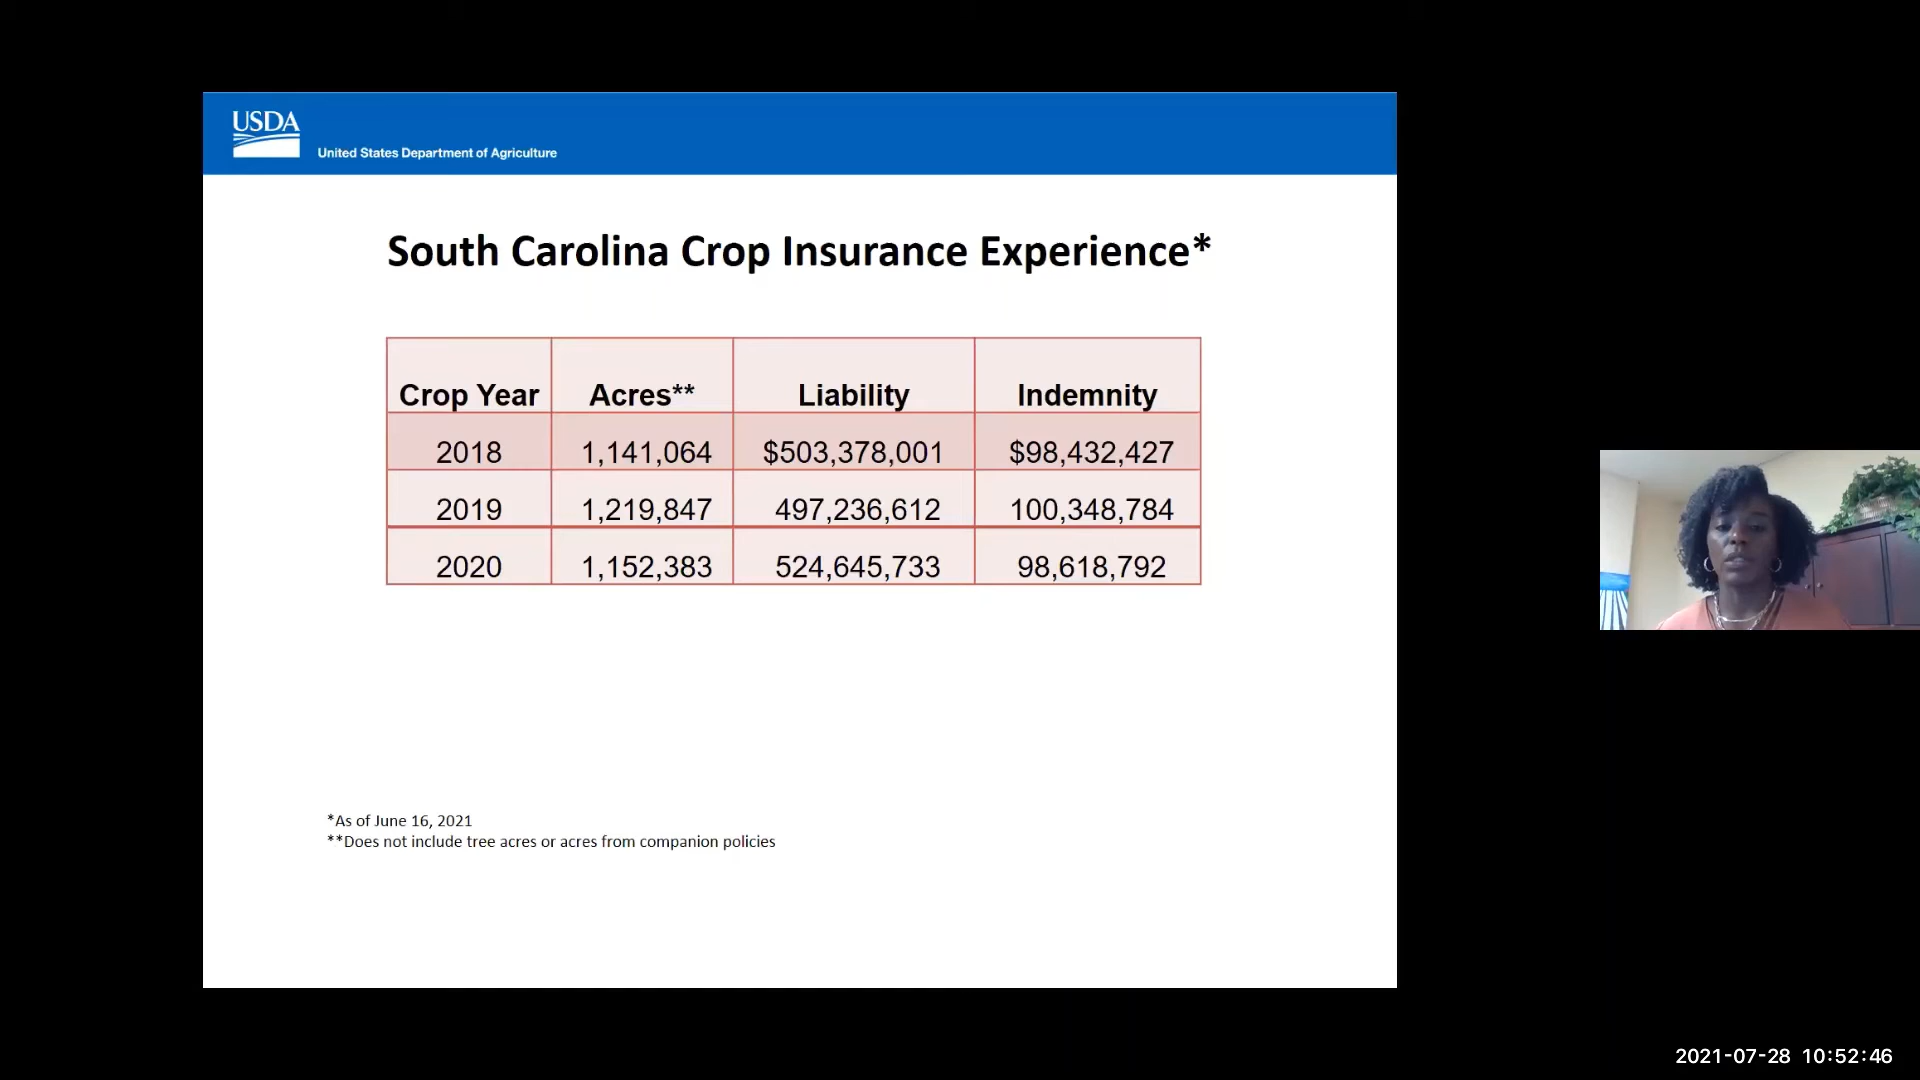 USDA
United States Department of Agriculture
South Carolina Crop Insurance Experience*
Crop Year Acres** Liability Indemnity
2018 1,141,064 $503,378,001 $98,432,427
2019 1,219,847 497,236,612 100,348,784
2020 1,152,383 524,645,733 98,618,792
*As of June 16, 2021
**Does not include tree acres or acres from companion policies
2021-07-28 10:52:46